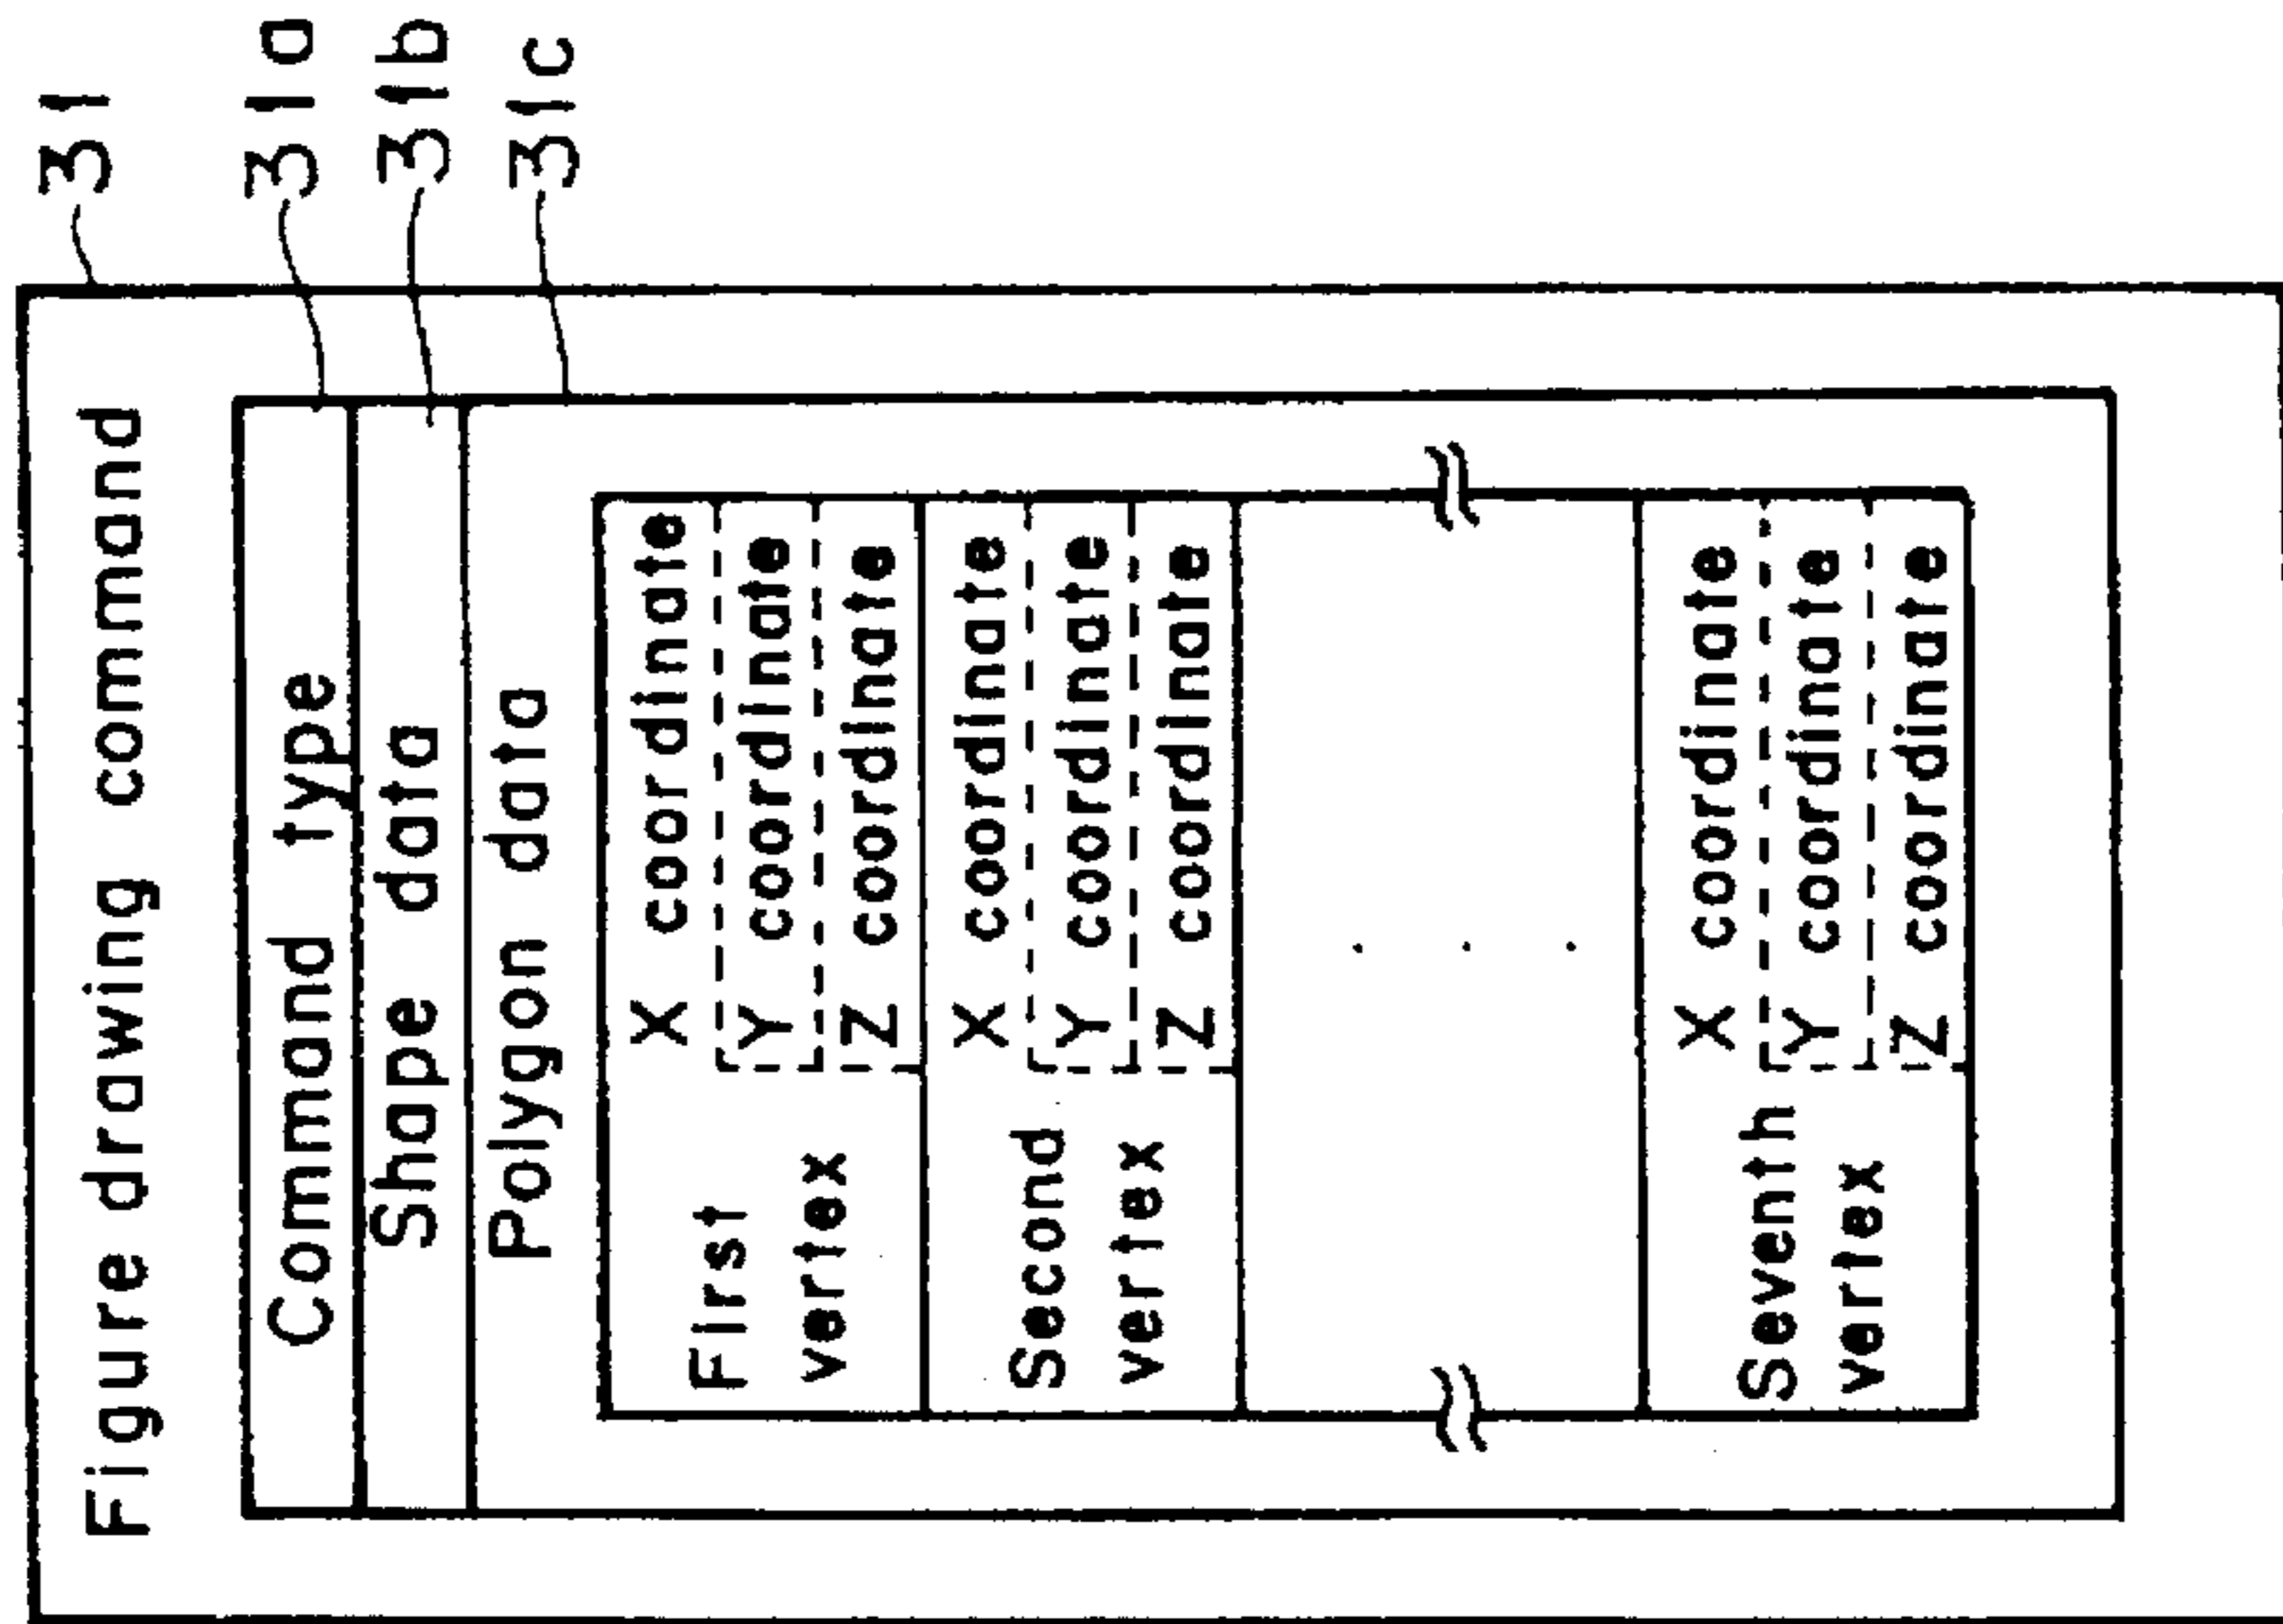 Figure drawing command
31
Command type
31a
Shape data
31b
Polygon data
31c
First
vertex
X coordinate
Y coordinate
Z coordinate
Second
vertex
X coordinate
Y coordinate
Z coordinate
. . .
Seventh
vertex
X coordinate
Y coordinate
Z coordinate